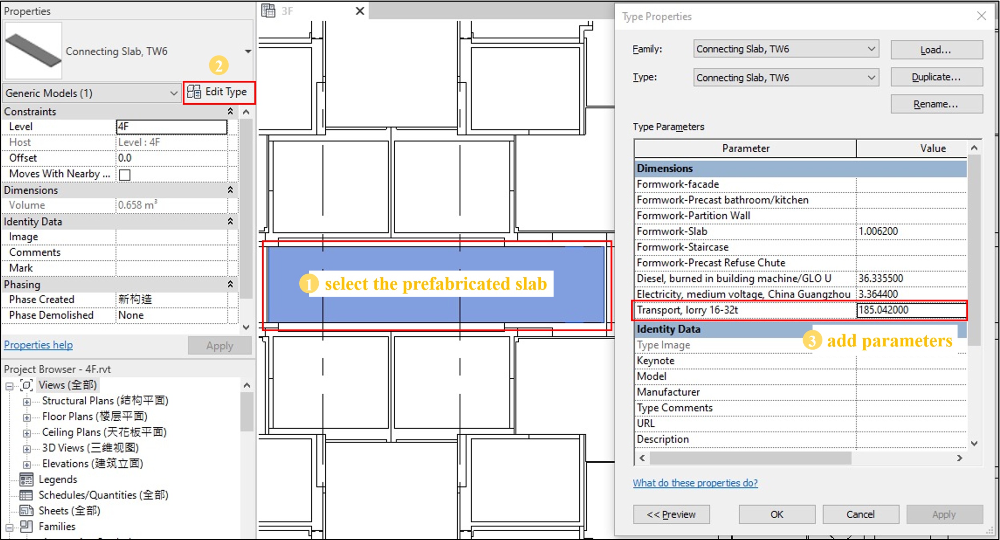 Properties
Connecting Slab, TW6
2
Generic Models (1)
Edit Type
Constraints
Level 4F
Host Level : 4F
Offset 0.0
Moves With Nearby ...
Dimensions
Volume 0.658 m³
Identity Data
Image
Comments
Mark
Phasing
Phase Created 新构造
Phase Demolished None
Properties help
Apply
Project Browser - 4F.rvt
Views (全部)
Structural Plans (结构平面)
Floor Plans (楼层平面)
Ceiling Plans (天花板平面)
3D Views (三维视图)
Elevations (建筑立面)
Legends
Schedules/Quantities (全部)
Sheets (全部)
Families
3F
1 select the prefabricated slab
Type Properties
Family: Connecting Slab, TW6 Load...
Type: Connecting Slab, TW6 Duplicate...
Rename...
Type Parameters
Parameter Value
Dimensions
Formwork-facade
Formwork-Precast bathroom/kitchen
Formwork-Partition Wall
Formwork-Slab 1.006200
Formwork-Staircase
Formwork-Precast Refuse Chute
Diesel, burned in building machine/GLO U 36.335500
Electricity, medium voltage, China Guangzhou 3.364400
Transport, lorry 16-32t 185.042000
Identity Data
3 add parameters
Type Image
Keynote
Model
Manufacturer
Type Comments
URL
Description
What do these properties do?
<< Preview OK Cancel Apply